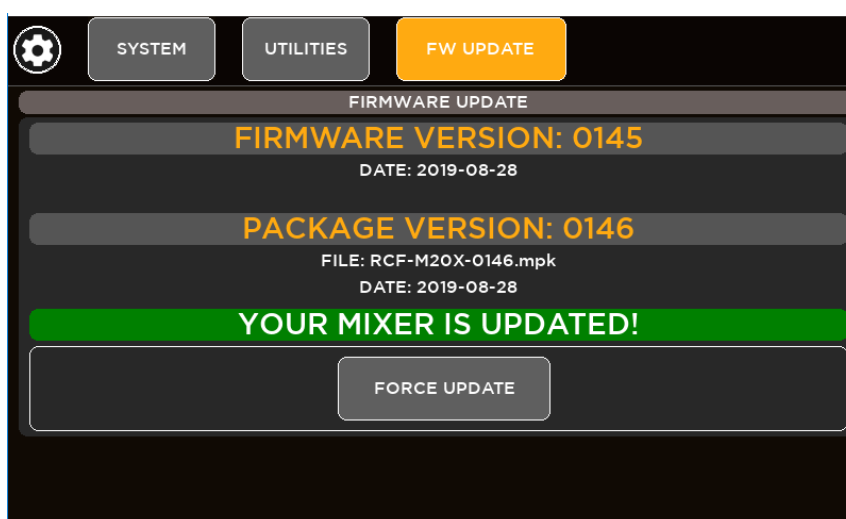 SYSTEM UTILITIES FW UPDATE
FIRMWARE UPDATE
FIRMWARE VERSION: 0145
DATE: 2019-08-28
PACKAGE VERSION: 0146
FILE: RCF-M20X-0146.mpk
DATE: 2019-08-28
YOUR MIXER IS UPDATED!
FORCE UPDATE